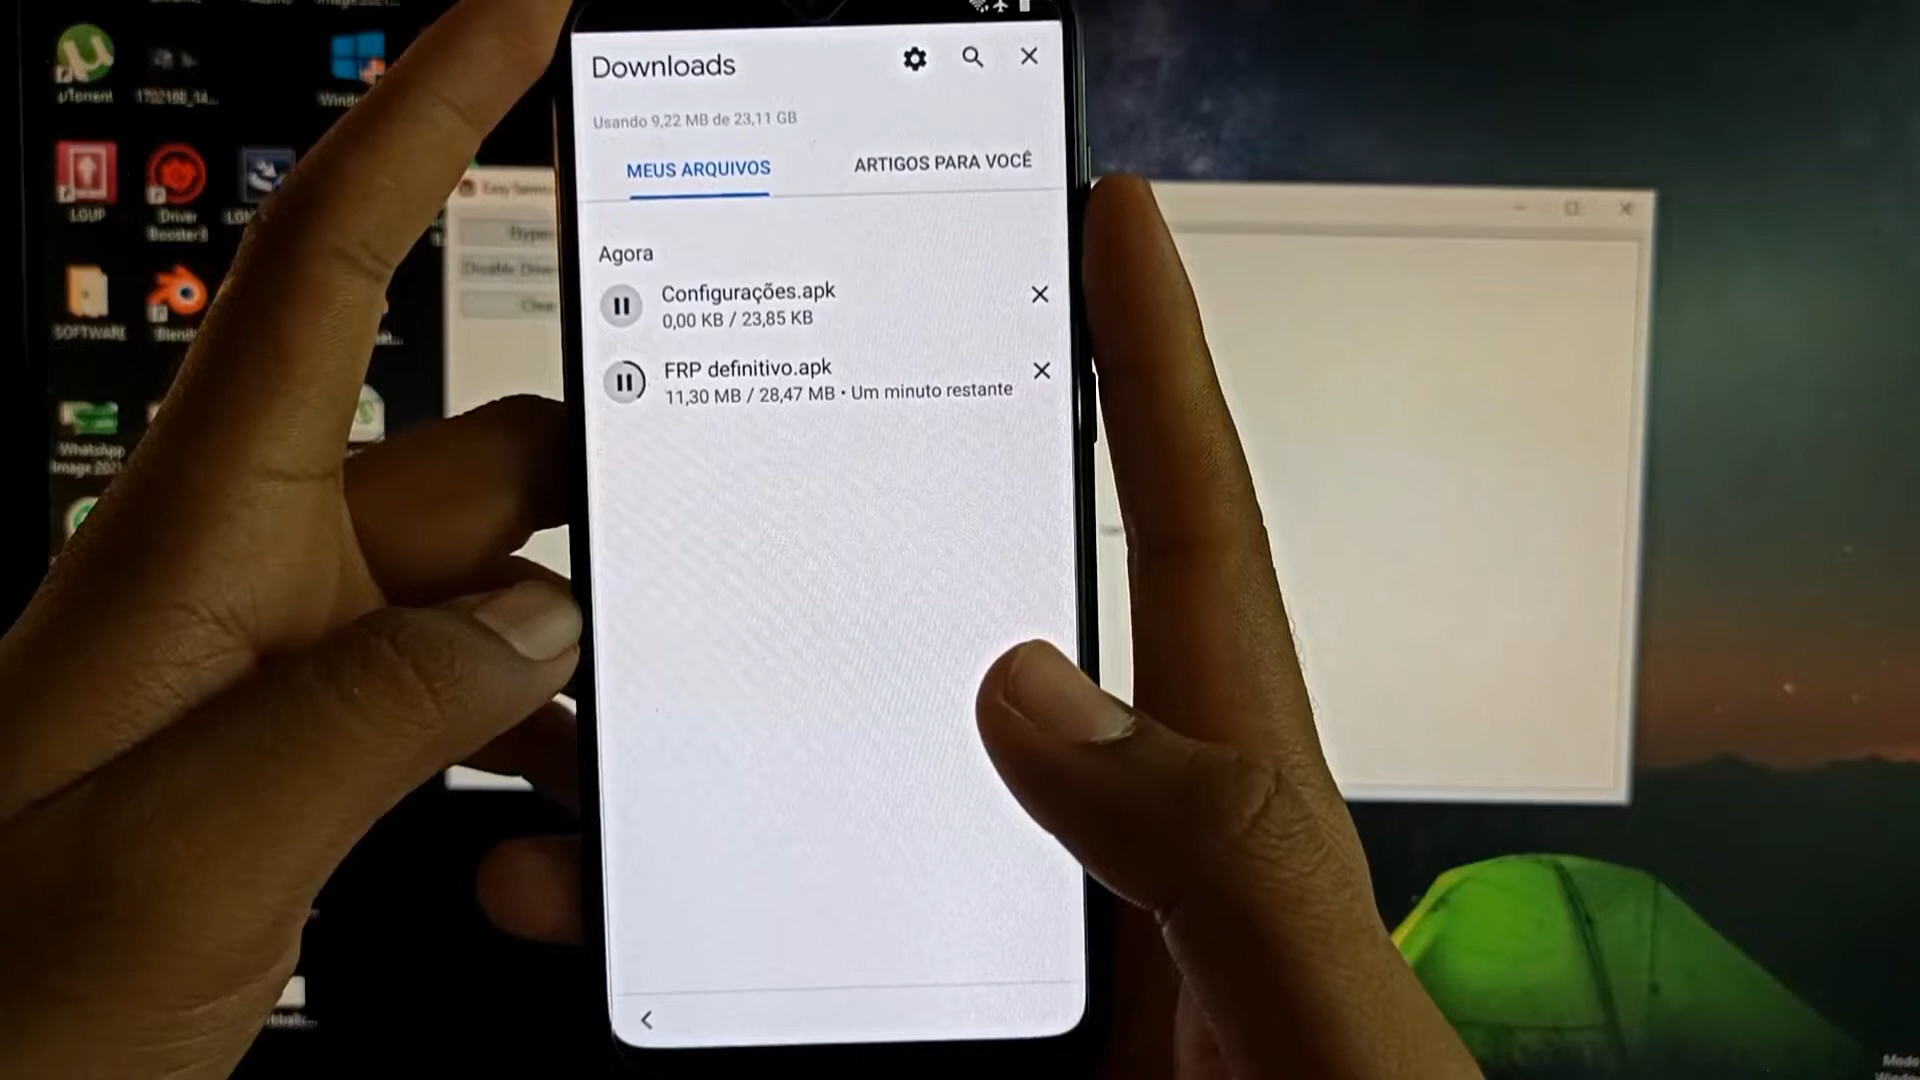 Downloads
Usando 9,22 MB de 23,11 GB
MEUS ARQUIVOS
ARTIGOS PARA VOCÊ
Agora
Configurações.apk
0,00 KB / 23,85 KB
FRP definitivo.apk
11,30 MB / 28,47 MB • Um minuto restante
µTorrent
LGUP
Driver
Booster 8
SOFTWARE
WhatsApp
Image 2021